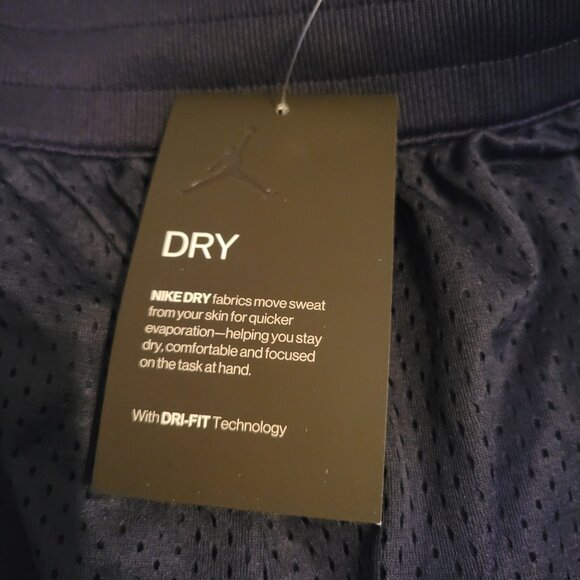 DRY
NIKE DRY fabrics move sweat
from your skin for quicker
evaporation—helping you stay
dry, comfortable and focused
on the task at hand.
With DRI-FIT Technology